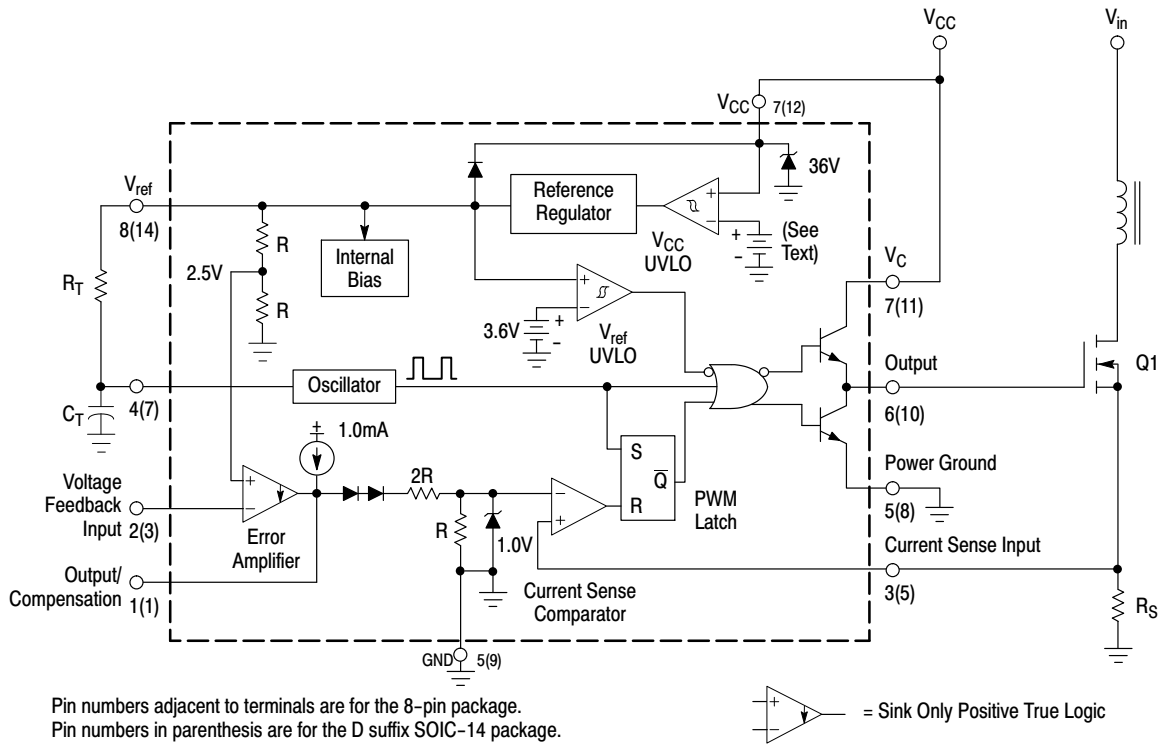 VCC
Vin
VCC 7(12)
36V
Vref
8(14)
Reference
Regulator
R
Internal
Bias
2.5V
R
RT
+
−
VCC
UVLO
+
−
(See
Text)
VC
7(11)
+
−
3.6V
+
−
Vref
UVLO
Output
6(10)
Q1
Oscillator
4(7)
CT
+
1.0mA
S
Q
R
PWM
Latch
Power Ground
5(8)
Voltage
Feedback
Input 2(3)
+
−
Error
Amplifier
2R
R
1.0V
−
+
Current Sense
Comparator
Current Sense Input
3(5)
RS
Output/
Compensation 1(1)
GND 5(9)
Pin numbers adjacent to terminals are for the 8−pin package.
Pin numbers in parenthesis are for the D suffix SOIC−14 package.
+
−
= Sink Only Positive True Logic